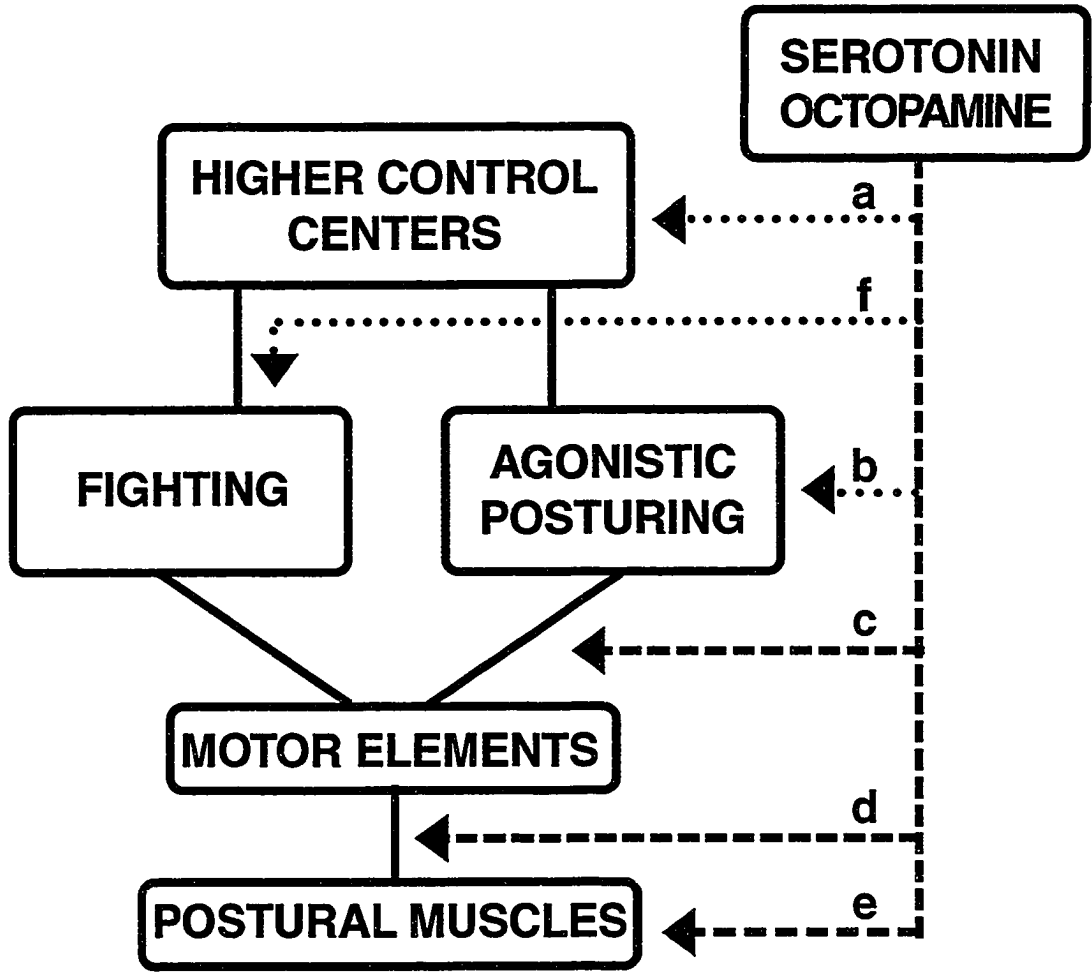 SEROTONIN
OCTOPAMINE
HIGHER CONTROL
CENTERS
a
f
FIGHTING
AGONISTIC
POSTURING
b
c
MOTOR ELEMENTS
d
POSTURAL MUSCLES
e